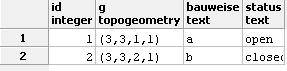 id g bauweise status
integer topogeometry text text
1 1 (3,3,1,1) a open
2 2 (3,3,2,1) b closed